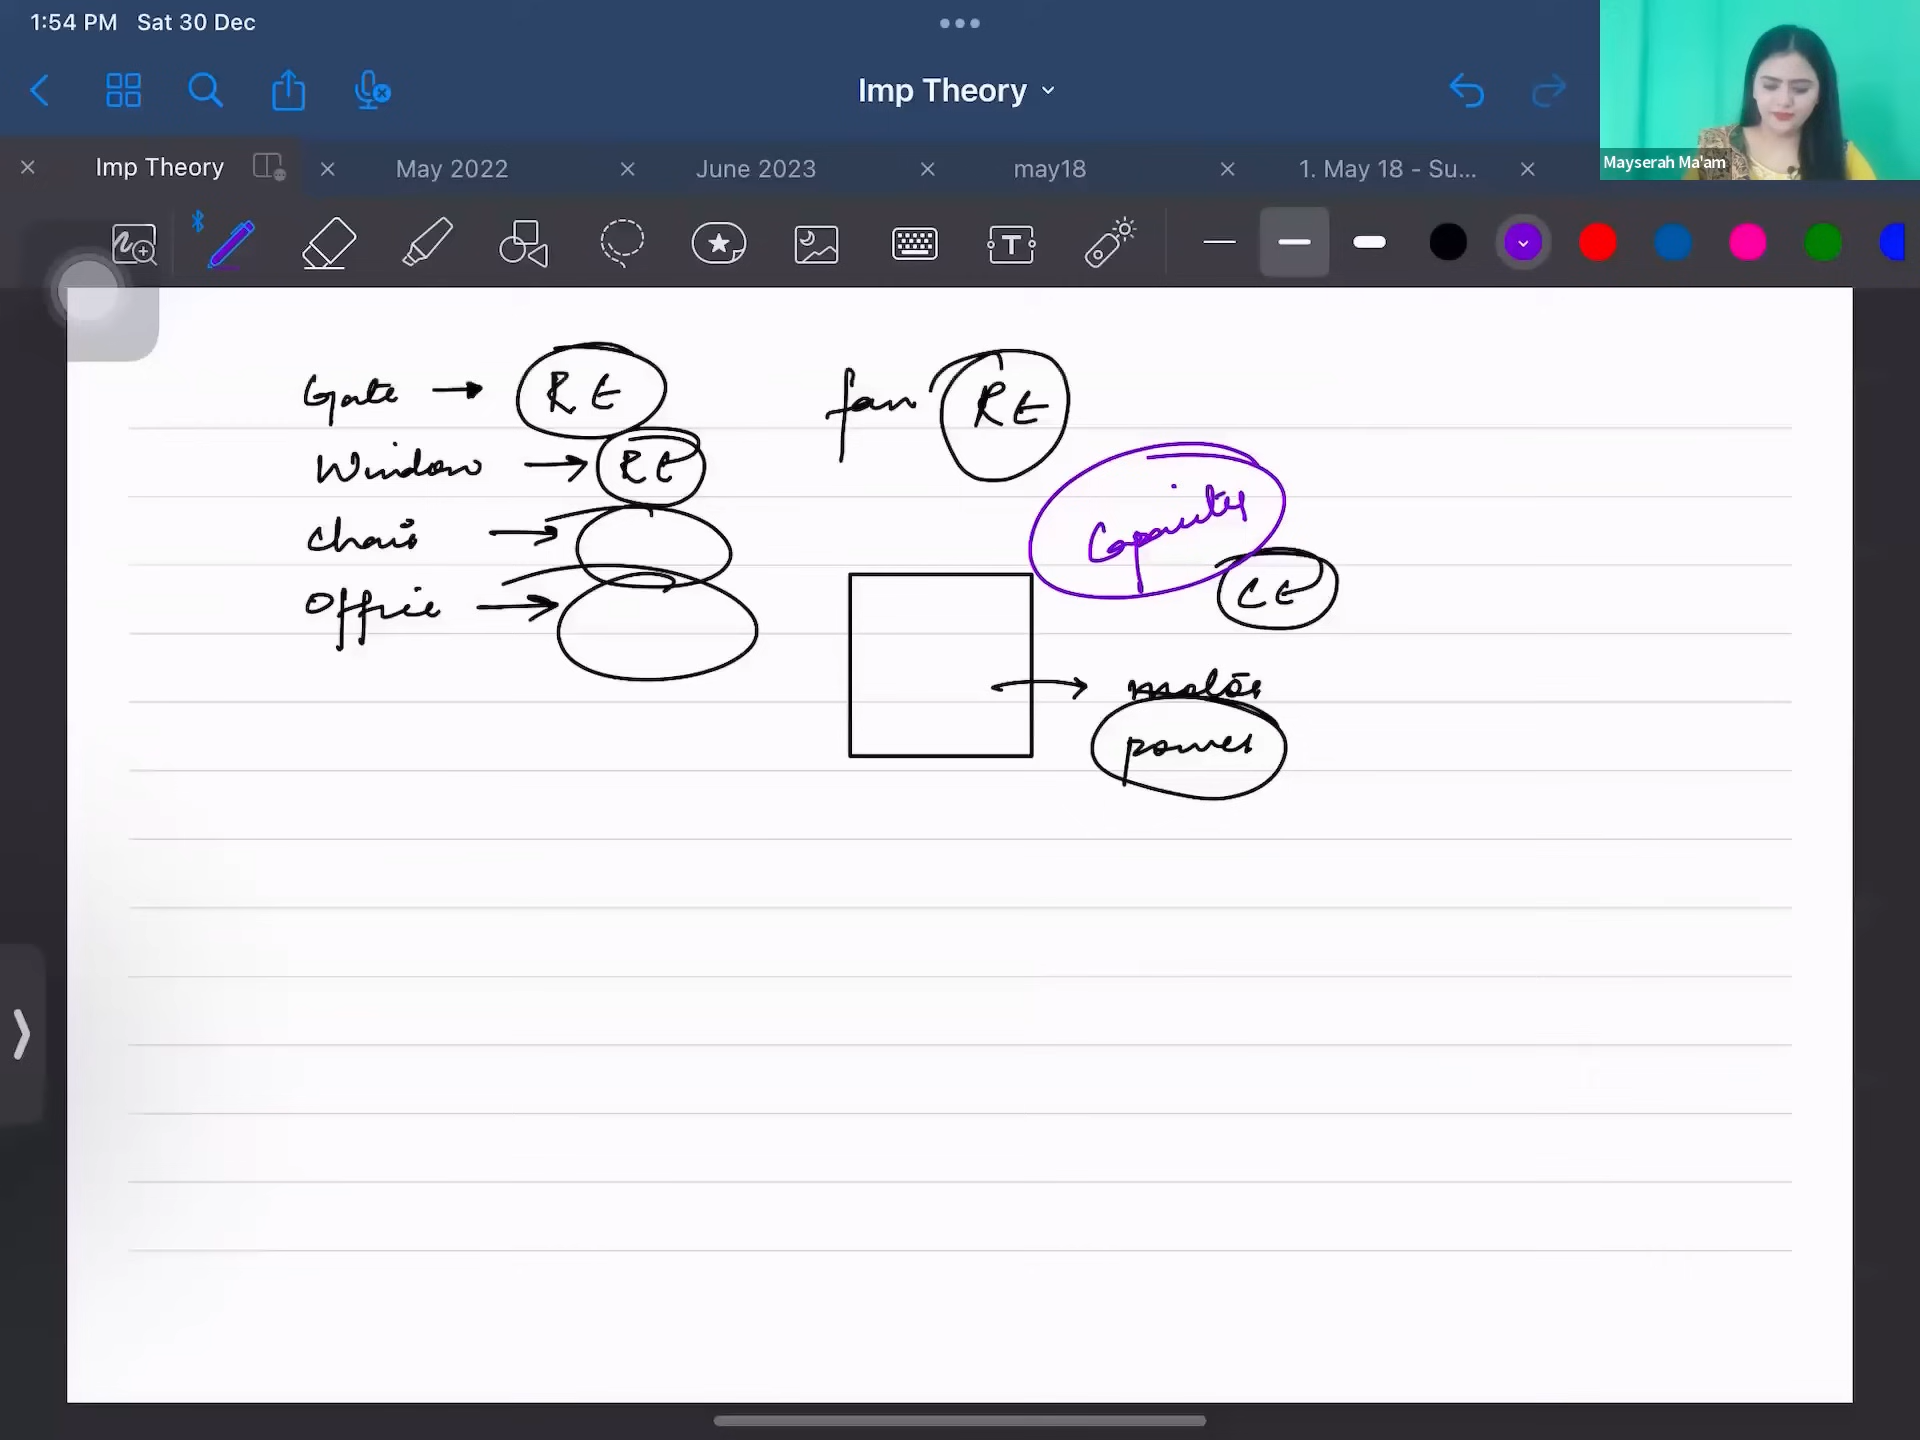 1:54 PM Sat 30 Dec
Imp Theory
Mayserah Ma'am
Imp Theory
May 2022
June 2023
may18
1. May 18 - Su...
T
Gate → RE
fan RE
Window → RE
Capacity
Chair →
CE
Office →
→ motor
power